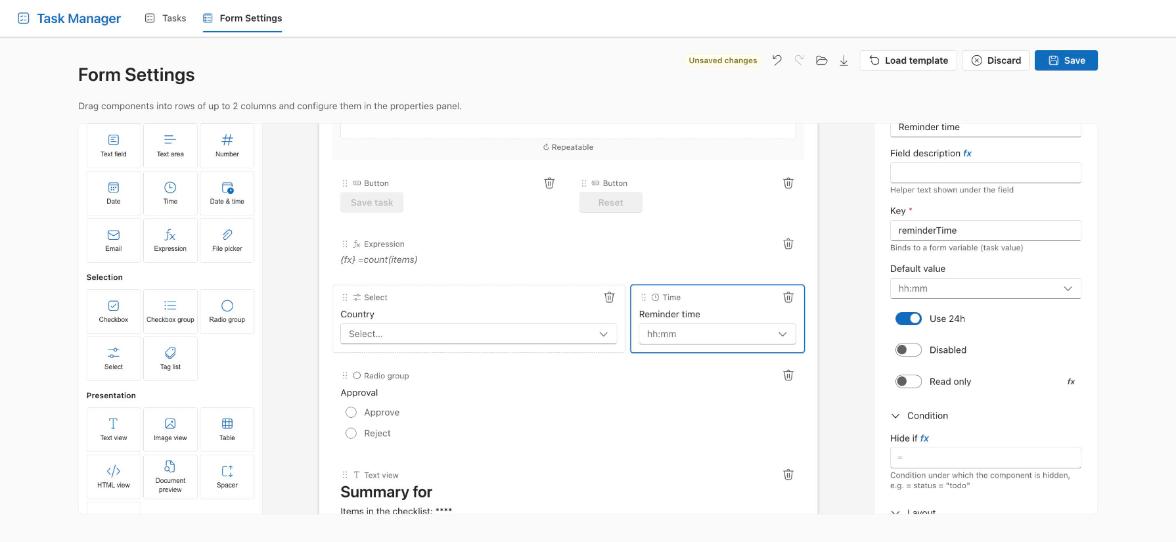 Task Manager
Tasks
Form Settings
Form Settings
Unsaved changes
Load template
Discard
Save
Drag components into rows of up to 2 columns and configure them in the properties panel.
Text field
Text area
Number
Date
Time
Date & time
Email
fx
Expression
File picker
Selection
Checkbox
Checkbox group
Radio group
Select
Tag list
Presentation
Text view
Image view
Table
HTML view
Document
preview
Spacer
Repeatable
Button
Save task
Button
Reset
fx Expression
{fx} =count(items)
Select
Country
Select...
Time
Reminder time
hh:mm
Radio group
Approval
Approve
Reject
Text view
Summary for
Items in the checklist: ****
Reminder time
Field description fx
Helper text shown under the field
Key *
reminderTime
Binds to a form variable (task value)
Default value
hh:mm
Use 24h
Disabled
Read only
fx
Condition
Hide if fx
=
Condition under which the component is hidden,
e.g. = status = "todo"
Layout